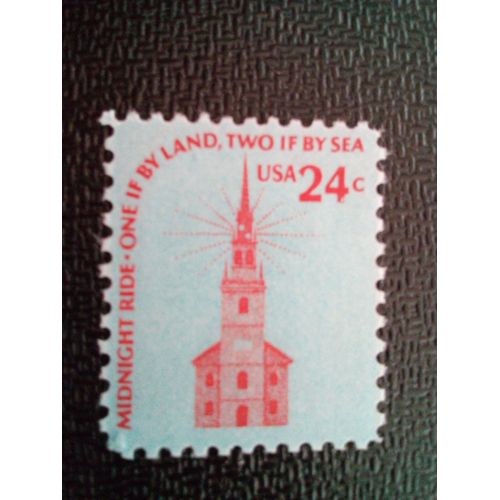 MIDNIGHT RIDE · ONE IF BY LAND, TWO IF BY SEA
USA 24c